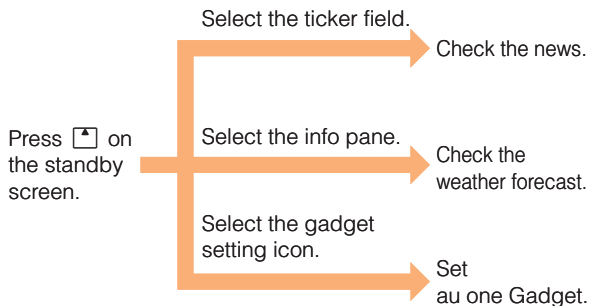 Select the ticker field.
Check the news.
Press on
the standby
screen.
Select the info pane.
Check the
weather forecast.
Select the gadget
setting icon.
Set
au one Gadget.